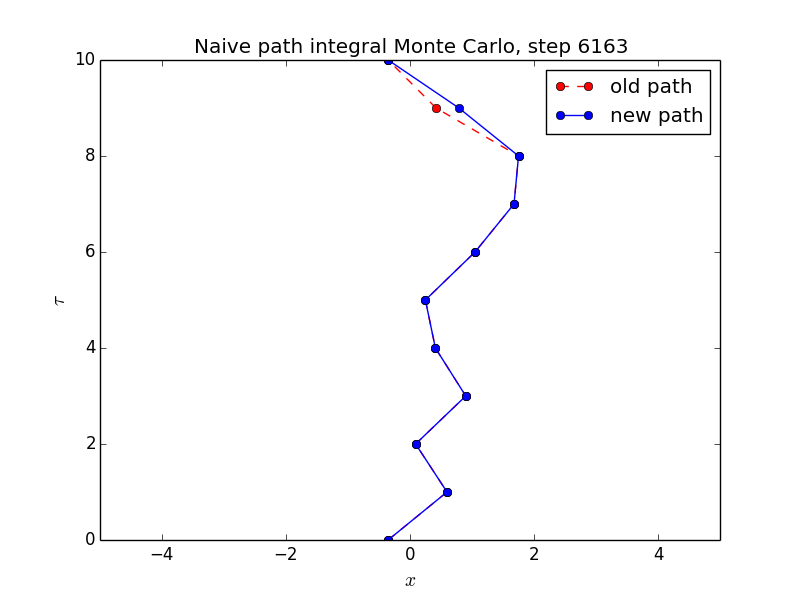 Naive path integral Monte Carlo, step 6163
old path
new path
10
8
6
4
2
0
τ
−4 −2 0 2 4
x